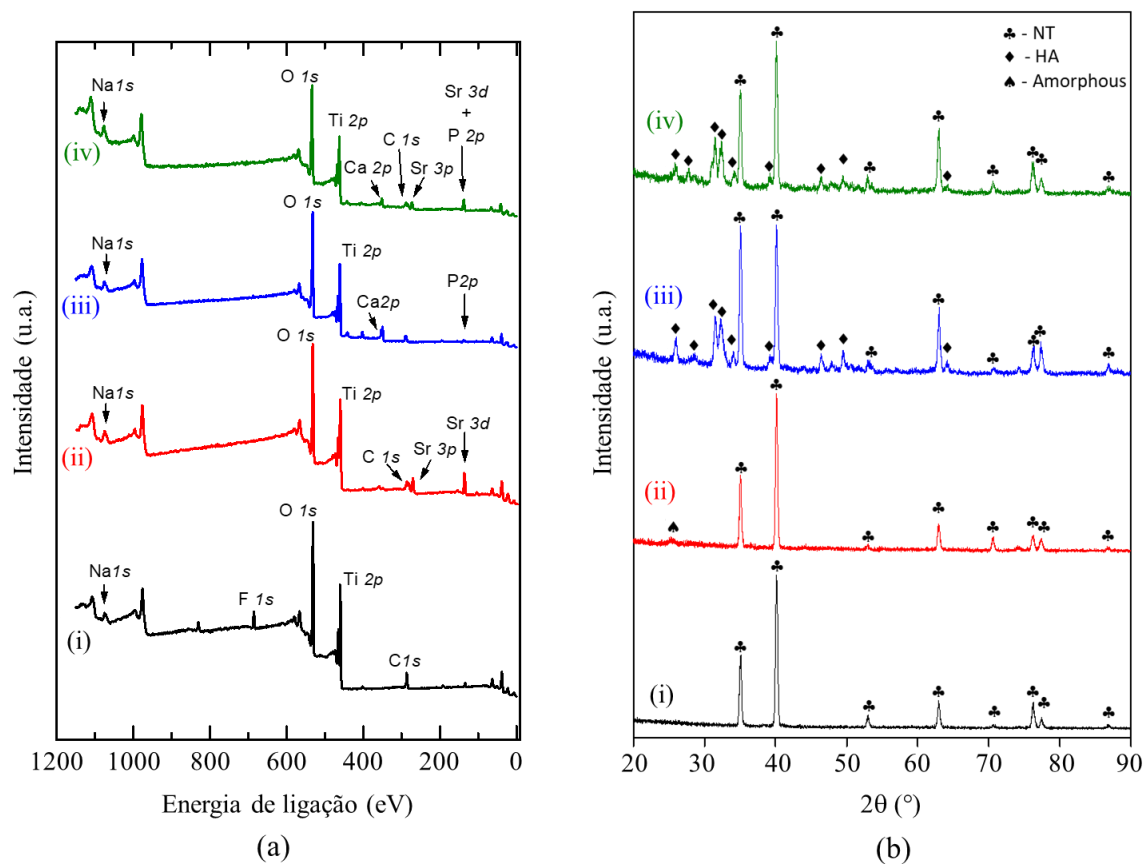 Na1s
O 1s
Ti 2p
Sr 3d
+
P 2p
C 1s
Ca 2p
Sr 3p
(iv)
Na1s
O 1s
Ti 2p
Ca2p
P2p
(iii)
Na1s
O 1s
Ti 2p
C 1s
Sr 3p
Sr 3d
(ii)
Na1s
F 1s
O 1s
Ti 2p
C1s
(i)
Intensidade (u.a.)
1200 1000 800 600 400 200 0
Energia de ligação (eV)
(a)
♣ - NT
♦ - HA
♠ - Amorphous
(iv)
(iii)
(ii)
(i)
Intensidade (u.a.)
20 30 40 50 60 70 80 90
2θ (°)
(b)